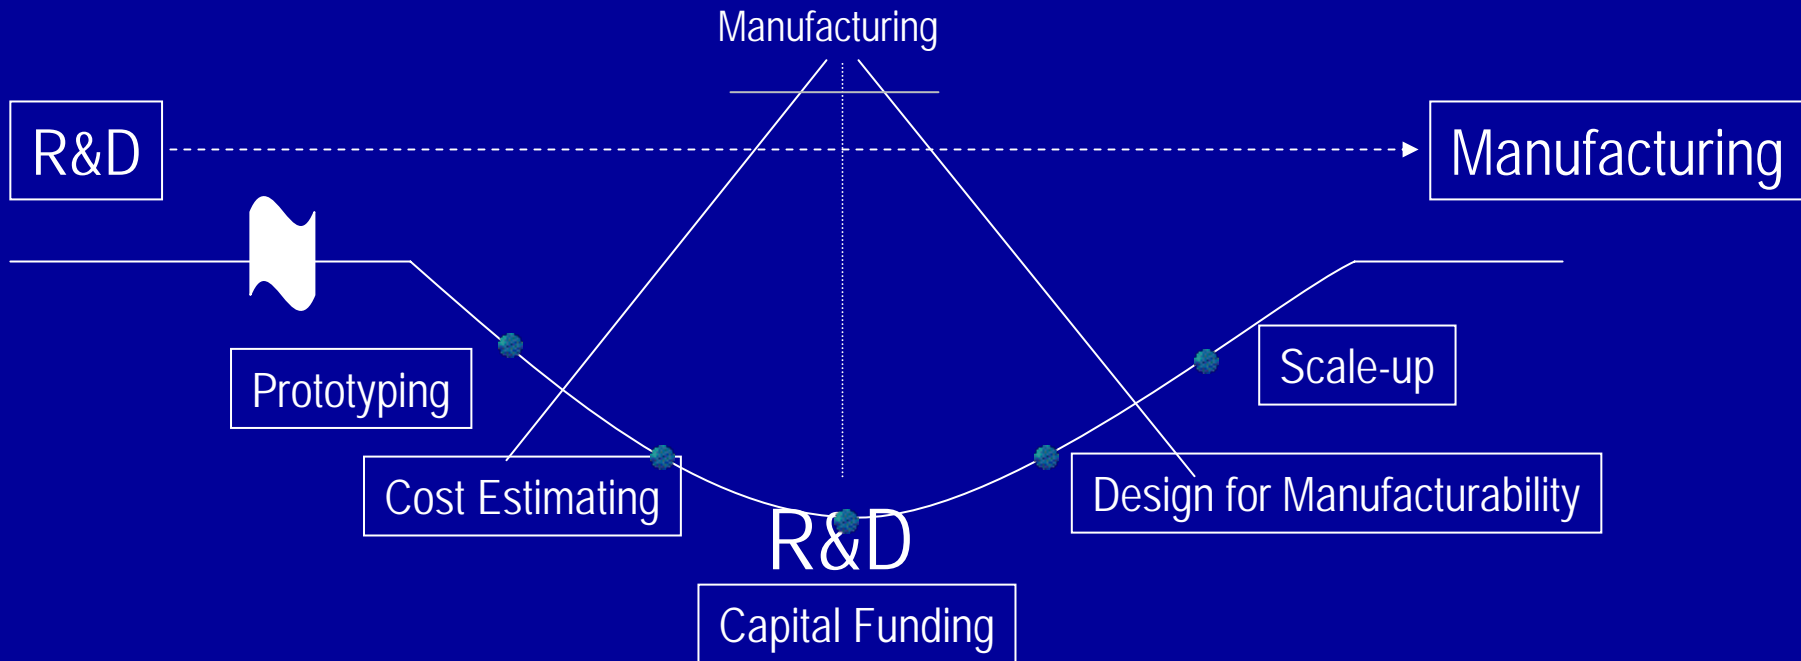 Manufacturing
R&D
Manufacturing
Prototyping
Scale-up
Cost Estimating
Design for Manufacturability
R&D
Capital Funding